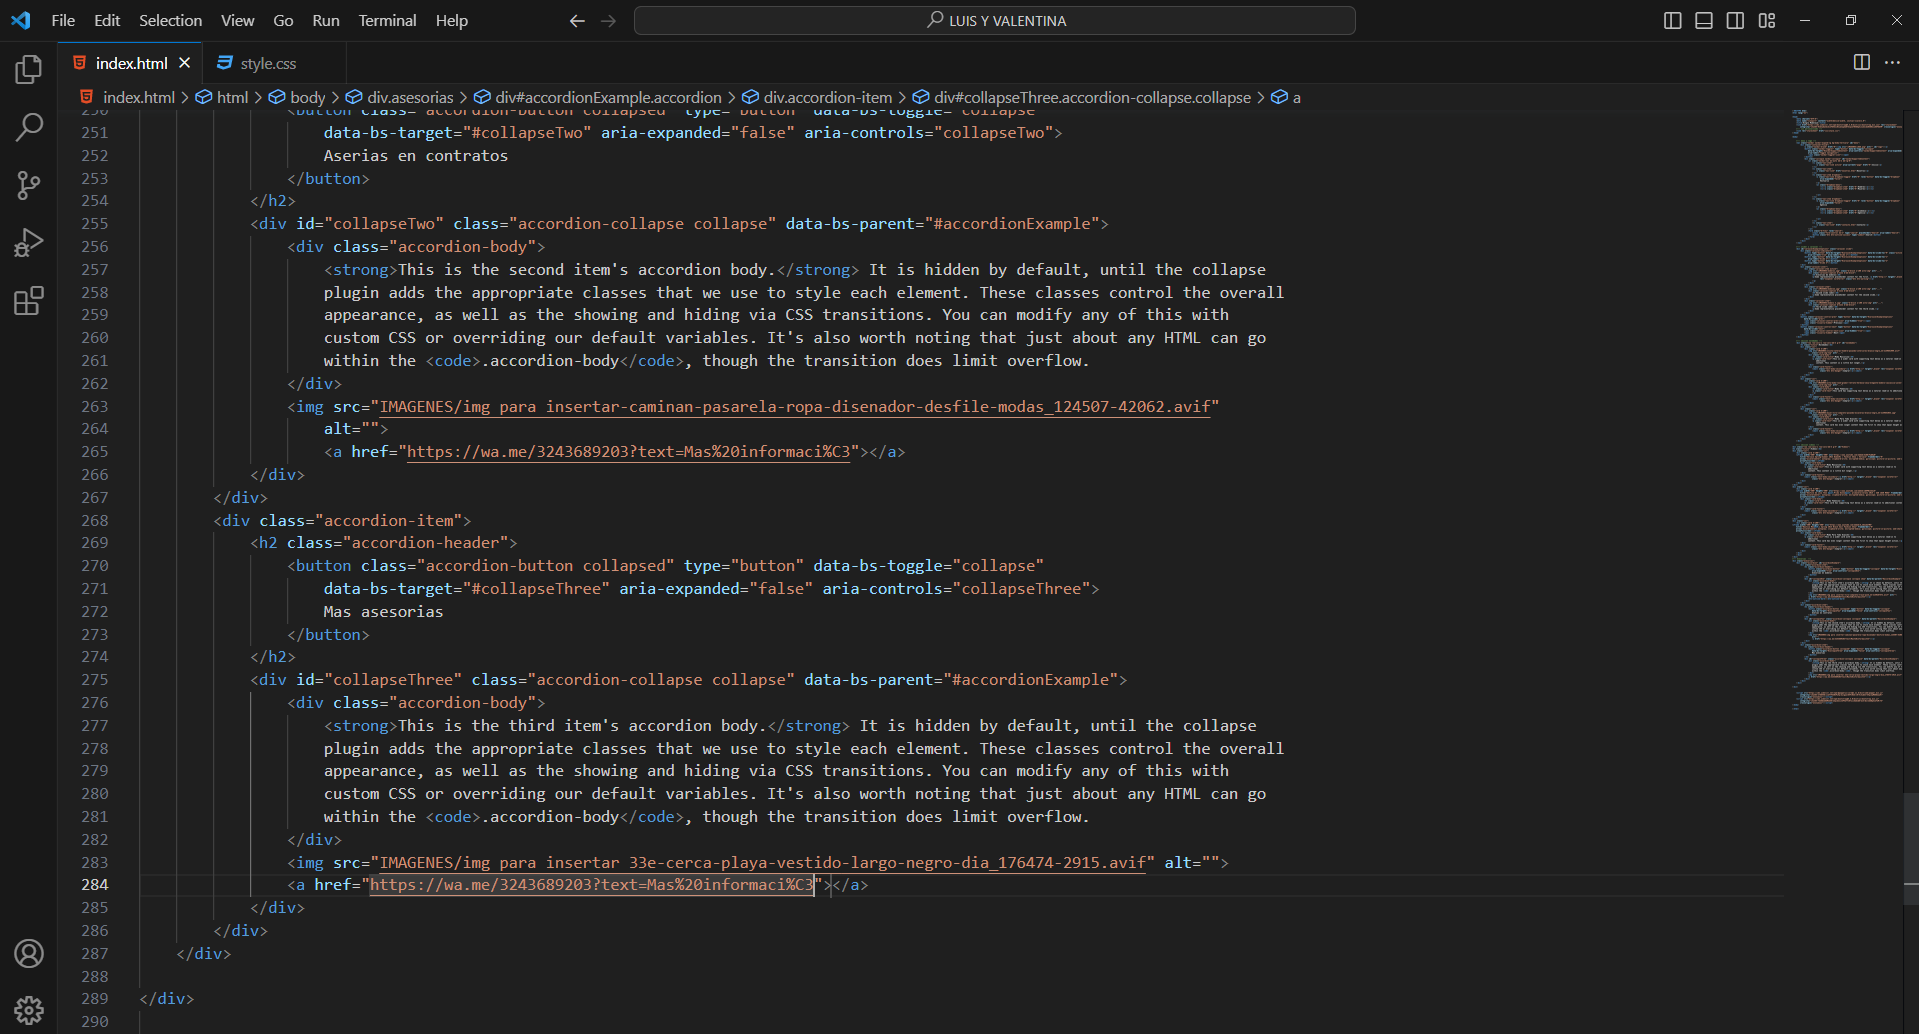 File Edit Selection View Go Run Terminal Help
LUIS Y VALENTINA
index.html
style.css
index.html > html > body > div.asesorias > div#accordionExample.accordion > div.accordion-item > div#collapseThree.accordion-collapse.collapse > a
250 <button class="accordion-button collapsed" type="button" data-bs-toggle="collapse"
251 data-bs-target="#collapseTwo" aria-expanded="false" aria-controls="collapseTwo">
252 Aserias en contratos
253 </button>
254 </h2>
255 <div id="collapseTwo" class="accordion-collapse collapse" data-bs-parent="#accordionExample">
256 <div class="accordion-body">
257 <strong>This is the second item's accordion body.</strong> It is hidden by default, until the collapse
258 plugin adds the appropriate classes that we use to style each element. These classes control the overall
259 appearance, as well as the showing and hiding via CSS transitions. You can modify any of this with
260 custom CSS or overriding our default variables. It's also worth noting that just about any HTML can go
261 within the <code>.accordion-body</code>, though the transition does limit overflow.
262 </div>
263 <img src="IMAGENES/img para insertar-caminan-pasarela-ropa-disenador-desfile-modas_124507-42062.avif"
264 alt="">
265 <a href="https://wa.me/3243689203?text=Mas%20informaci%C3"></a>
266 </div>
267 </div>
268 <div class="accordion-item">
269 <h2 class="accordion-header">
270 <button class="accordion-button collapsed" type="button" data-bs-toggle="collapse"
271 data-bs-target="#collapseThree" aria-expanded="false" aria-controls="collapseThree">
272 Mas asesorias
273 </button>
274 </h2>
275 <div id="collapseThree" class="accordion-collapse collapse" data-bs-parent="#accordionExample">
276 <div class="accordion-body">
277 <strong>This is the third item's accordion body.</strong> It is hidden by default, until the collapse
278 plugin adds the appropriate classes that we use to style each element. These classes control the overall
279 appearance, as well as the showing and hiding via CSS transitions. You can modify any of this with
280 custom CSS or overriding our default variables. It's also worth noting that just about any HTML can go
281 within the <code>.accordion-body</code>, though the transition does limit overflow.
282 </div>
283 <img src="IMAGENES/img para insertar 33e-cerca-playa-vestido-largo-negro-dia_176474-2915.avif" alt="">
284 <a href="https://wa.me/3243689203?text=Mas%20informaci%C3"></a>
285 </div>
286 </div>
287 </div>
288
289 </div>
290